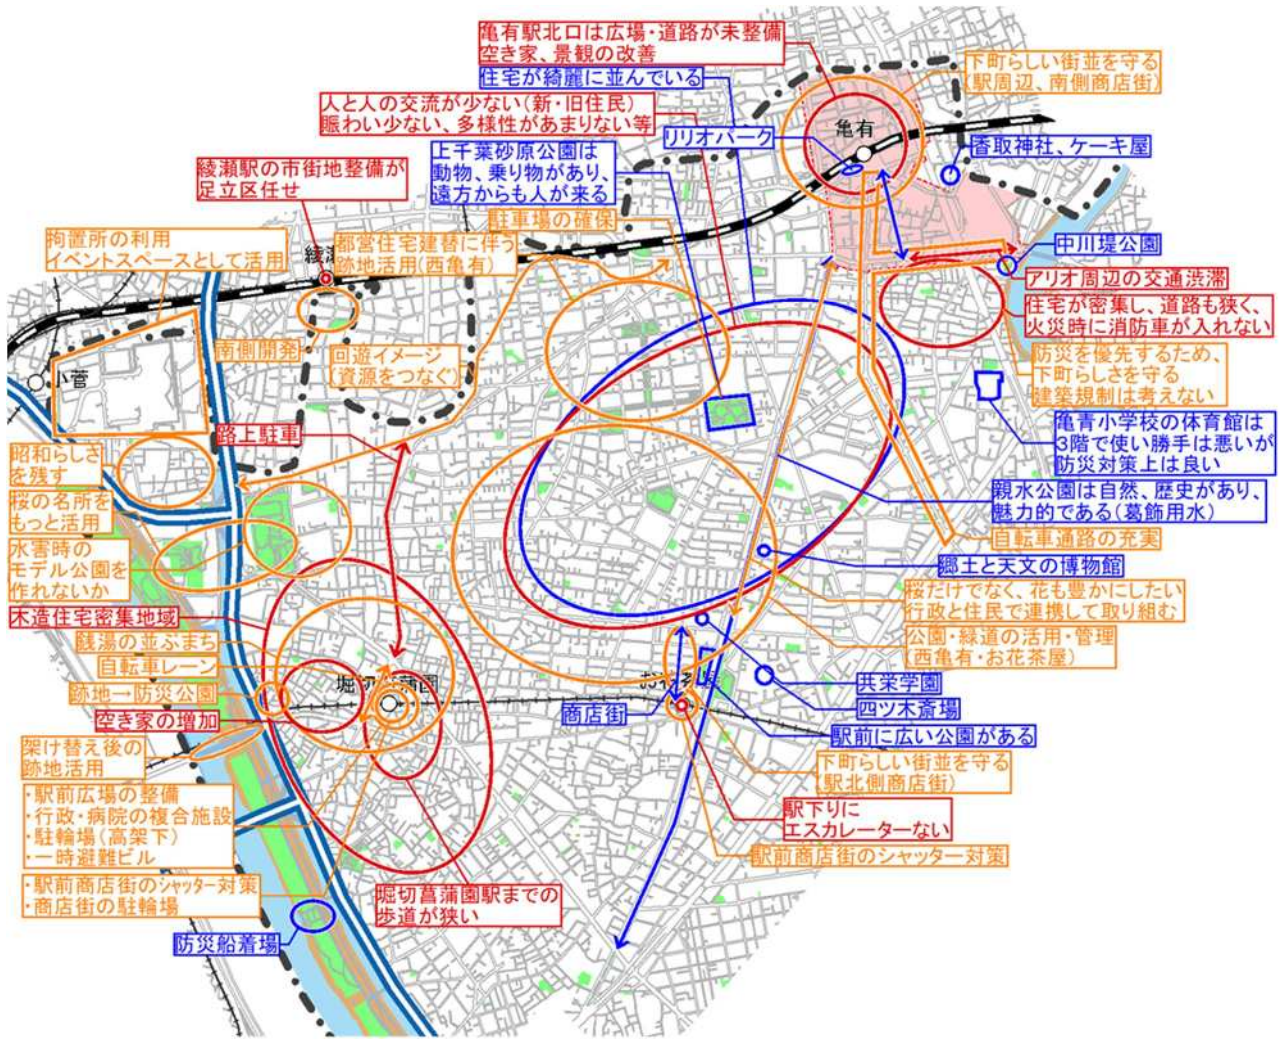 亀有駅北口は広場・道路が未整備
空き家、景観の改善
住宅が綺麗に並んでいる
人と人の交流が少ない(新・旧住民)
賑わい少ない、多様性があまりない等
リリオパーク
亀有
下町らしい街並を守る
(駅周辺、南側商店街)
香取神社、ケーキ屋
上千葉砂原公園は
動物、乗り物があり、
遠方からも人が来る
綾瀬駅の市街地整備が
足立区任せ
駐車場の確保
拘置所の利用
イベントスペースとして活用
都営住宅建替に伴う
跡地活用(西亀有)
中川堤公園
アリオ周辺の交通渋滞
住宅が密集し、道路も狭く、
火災時に消防車が入れない
南側開発
回遊イメージ
(資源をつなぐ)
小菅
防災を優先するため、
下町らしさを守る
建築規制は考えない
亀青小学校の体育館は
3階で使い勝手は悪いが
防災対策上は良い
路上駐車
昭和らしさ
を残す
桜の名所を
もっと活用
水害時の
モデル公園を
作れないか
親水公園は自然、歴史があり、
魅力的である(葛飾用水)
自転車通路の充実
郷土と天文の博物館
桜だけでなく、花も豊かにしたい
行政と住民で連携して取り組む
公園・緑道の活用・管理
(西亀有・お花茶屋)
木造住宅密集地域
銭湯の並ぶまち
自転車レーン
跡地→防災公園
空き家の増加
共栄学園
四ツ木斎場
商店街
駅前に広い公園がある
架け替え後の
跡地活用
下町らしい街並を守る
(駅北側商店街)
・駅前広場の整備
・行政・病院の複合施設
・駐輪場(高架下)
・一時避難ビル
駅下りに
エスカレーターない
駅前商店街のシャッター対策
・駅前商店街のシャッター対策
・商店街の駐輪場
堀切菖蒲園駅までの
歩道が狭い
防災船着場